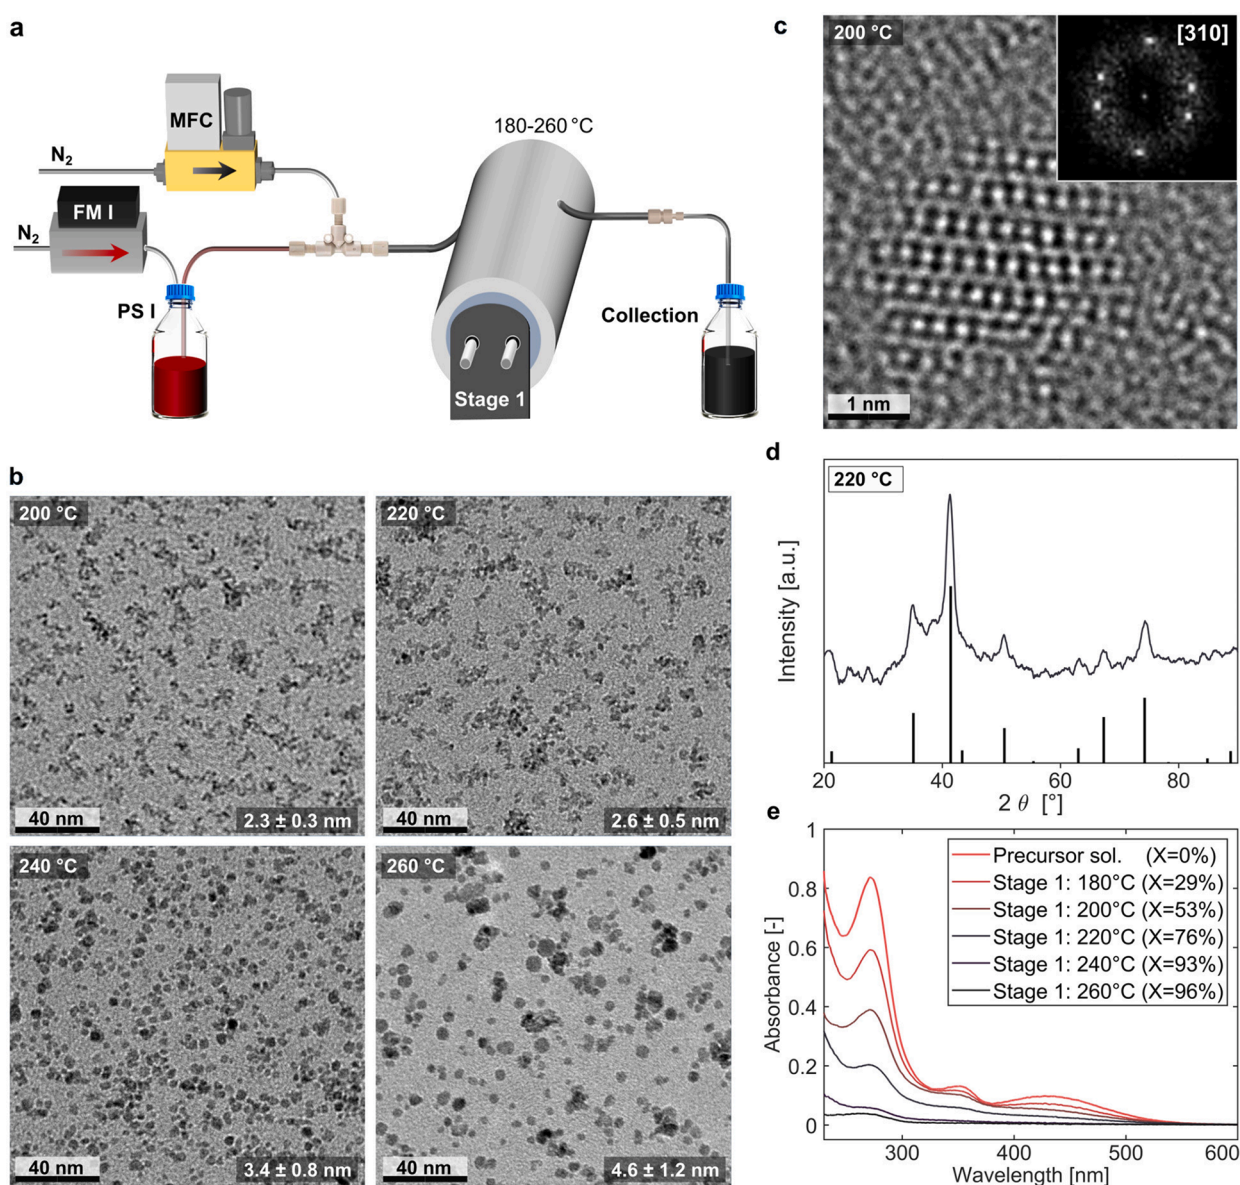 a
MFC
N2
FM I
N2
PS I
180-260 °C
Stage 1
Collection
b
200 °C
40 nm
2.3 ± 0.3 nm
220 °C
40 nm
2.6 ± 0.5 nm
240 °C
40 nm
3.4 ± 0.8 nm
260 °C
40 nm
4.6 ± 1.2 nm
c
200 °C
[310]
1 nm
d
220 °C
Intensity [a.u.]
20 40 60 80
2 θ [°]
e
1
0.8
0.6
0.4
0.2
0
Absorbance [-]
Precursor sol. (X=0%)
Stage 1: 180°C (X=29%)
Stage 1: 200°C (X=53%)
Stage 1: 220°C (X=76%)
Stage 1: 240°C (X=93%)
Stage 1: 260°C (X=96%)
300 400 500 600
Wavelength [nm]